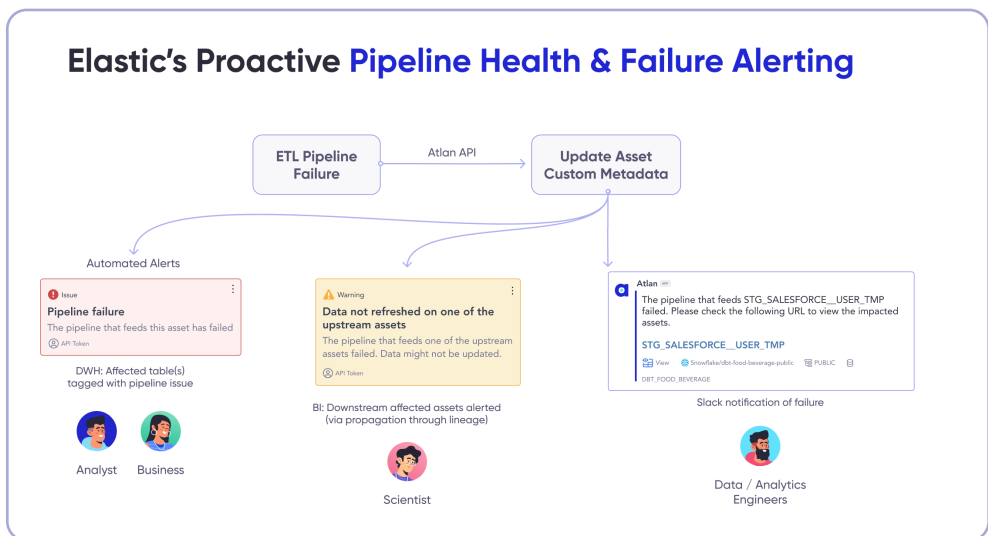 Elastic's Proactive Pipeline Health & Failure Alerting
ETL Pipeline
Failure
Atlan API
Update Asset
Custom Metadata
Automated Alerts
Issue
Pipeline failure
The pipeline that feeds this asset has failed
API Token
DWH: Affected table(s)
tagged with pipeline issue
Analyst
Business
Warning
Data not refreshed on one of the
upstream assets
The pipeline that feeds one of the upstream
assets failed. Data might not be updated.
API Token
BI: Downstream affected assets alerted
(via propagation through lineage)
Scientist
Atlan APP
The pipeline that feeds STG_SALESFORCE__USER_TMP
failed. Please check the following URL to view the impacted
assets.
STG_SALESFORCE__USER_TMP
View Snowflake/dbt-food-beverage-public PUBLIC
DBT_FOOD_BEVERAGE
Slack notification of failure
Data / Analytics
Engineers